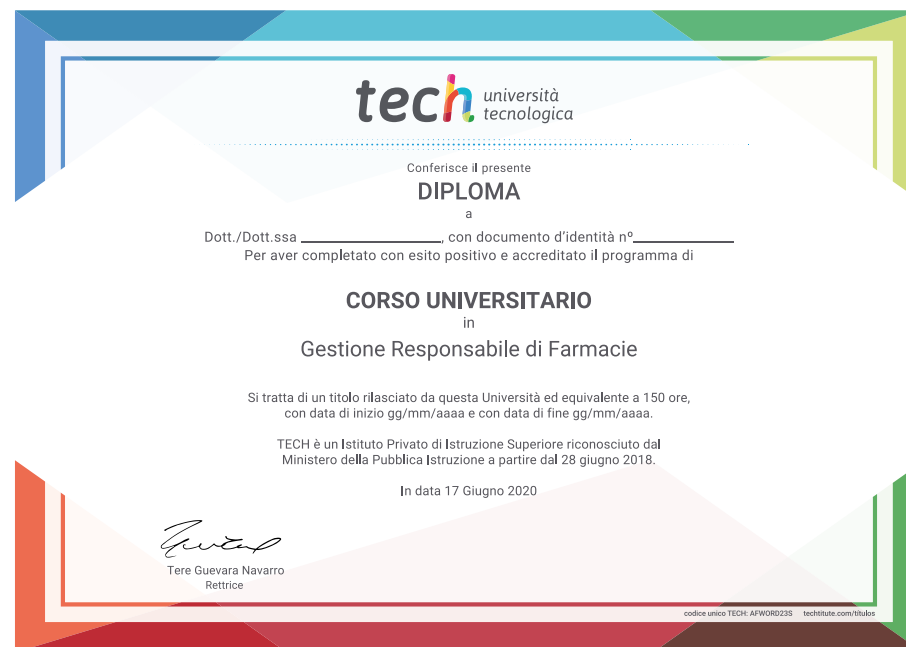 tech università
tecnologica
Conferisce il presente
DIPLOMA
a
Dott./Dott.ssa ____________________, con documento d'identità nº______________
Per aver completato con esito positivo e accreditato il programma di
CORSO UNIVERSITARIO
in
Gestione Responsabile di Farmacie
Si tratta di un titolo rilasciato da questa Università ed equivalente a 150 ore,
con data di inizio gg/mm/aaaa e con data di fine gg/mm/aaaa.
TECH è un Istituto Privato di Istruzione Superiore riconosciuto dal
Ministero della Pubblica Istruzione a partire dal 28 giugno 2018.
In data 17 Giugno 2020
Tere Guevara Navarro
Rettrice
codice unico TECH: AFWORD23S techtitute.com/titulos